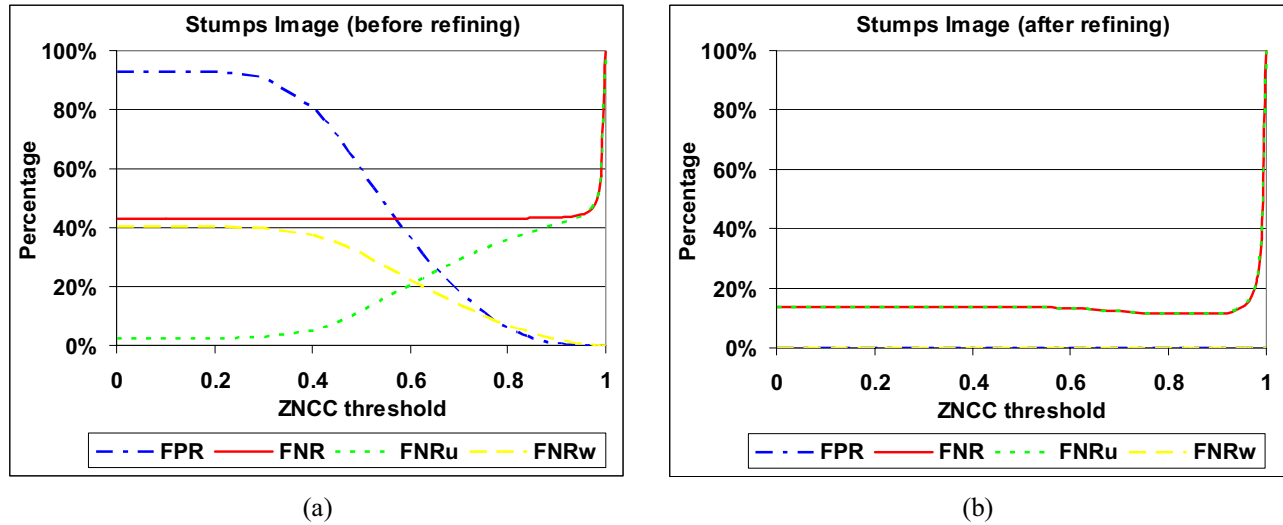 Stumps Image (before refining)
100%
80%
60%
40%
20%
0%
Percentage
0 0.2 0.4 0.6 0.8 1
ZNCC threshold
FPR FNR FNRu FNRw
(a)
Stumps Image (after refining)
100%
80%
60%
40%
20%
0%
Percentage
0 0.2 0.4 0.6 0.8 1
ZNCC threshold
FPR FNR FNRu FNRw
(b)